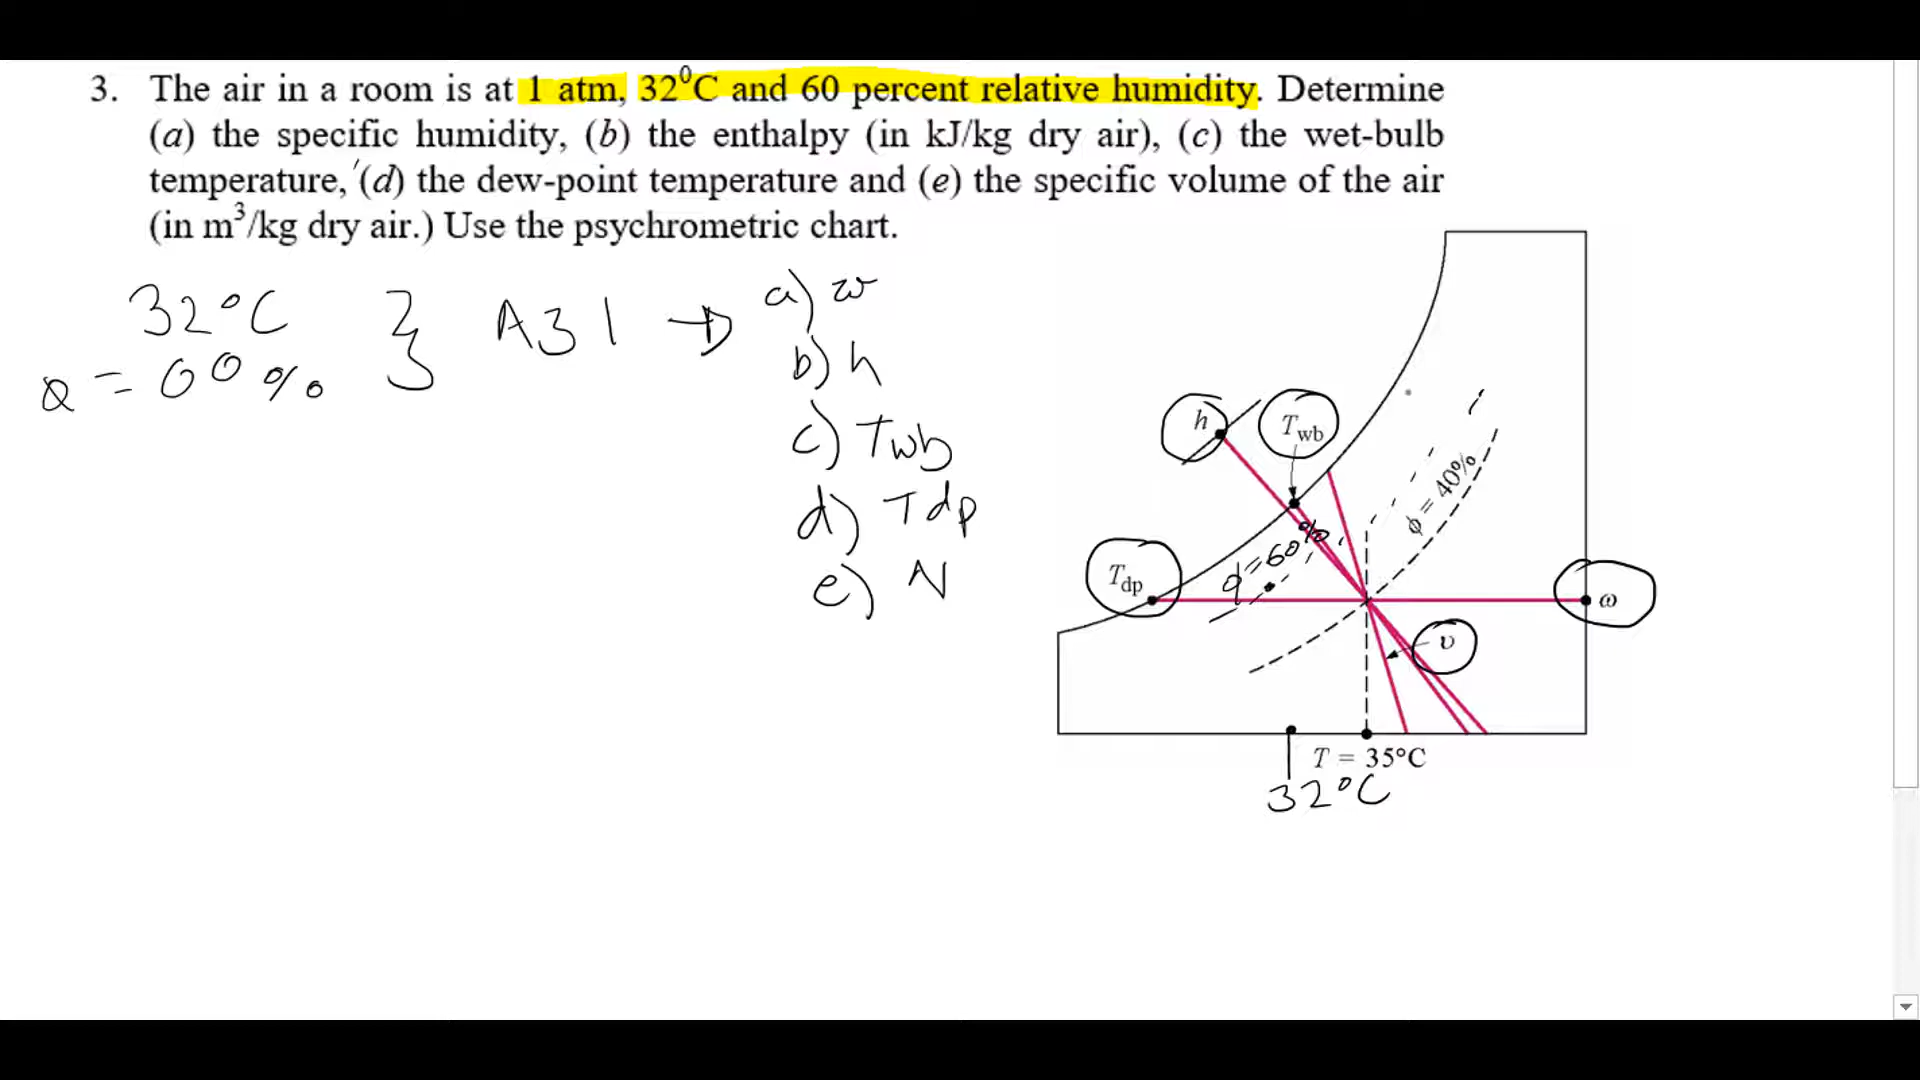 3. The air in a room is at 1 atm, 32⁰C and 60 percent relative humidity. Determine
(a) the specific humidity, (b) the enthalpy (in kJ/kg dry air), (c) the wet-bulb
temperature, (d) the dew-point temperature and (e) the specific volume of the air
(in m³/kg dry air.) Use the psychrometric chart.
32°C
= 60%
A31 →
a) w
b) h
c) Twb
d) Tdp
e) v
h
Twb
ϕ = 40%
ϕ = 60%
Tdp
ω
υ
T = 35°C
32°C